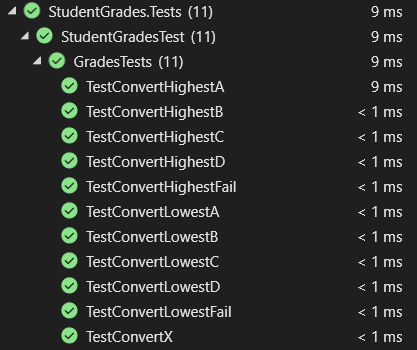 StudentGrades.Tests (11) 9 ms
StudentGradesTest (11) 9 ms
GradesTests (11) 9 ms
TestConvertHighestA 9 ms
TestConvertHighestB < 1 ms
TestConvertHighestC < 1 ms
TestConvertHighestD < 1 ms
TestConvertHighestFail < 1 ms
TestConvertLowestA < 1 ms
TestConvertLowestB < 1 ms
TestConvertLowestC < 1 ms
TestConvertLowestD < 1 ms
TestConvertLowestFail < 1 ms
TestConvertX < 1 ms